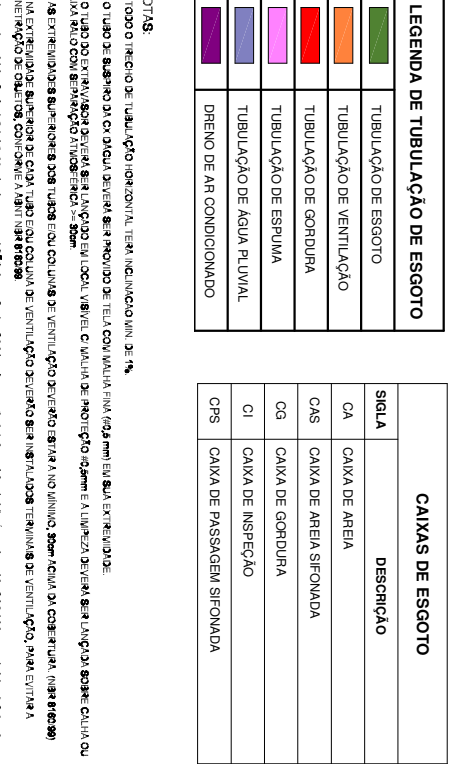 LEGENDA DE TUBULAÇÃO DE ESGOTO
TUBULAÇÃO DE ESGOTO
TUBULAÇÃO DE VENTILAÇÃO
TUBULAÇÃO DE GORDURA
TUBULAÇÃO DE ESPUMA
TUBULAÇÃO DE ÁGUA PLUVIAL
DRENO DE AR CONDICIONADO
CAIXAS DE ESGOTO
SIGLA DESCRIÇÃO
CA CAIXA DE AREIA
CAS CAIXA DE AREIA SIFONADA
CG CAIXA DE GORDURA
CI CAIXA DE INSPEÇÃO
CPS CAIXA DE PASSAGEM SIFONADA
OTAS:
TODO O TRECHO DE TUBULAÇÃO HORIZONTAL TERÁ INCLINACÃO MIN. DE 1%
O TUBO DE SUSPIRO DA CX DÁGUA DEVERÁ SER PROVIDO DE TELA COM MALHA FINA (#0,5 mm) EM SUA EXTREMIDADE.
O TUBO DO EXTRAVASOR DEVERÁ SER LANÇADO EM LOCAL VISÍVEL C/ MALHA DE PROTEÇÃO #0,5mm E A LIMPEZA DEVERÁ SER LANÇADA SOBRE CALHA OU
IXA RALO COM SEPARAÇÃO ATMOSFÉRICA >= 30cm
AS EXTREMIDADES SUPERIORES DOS TUBOS E/OU COLUNAS DE VENTILAÇÃO DEVERÃO ESTAR A NO MÍNIMO, 30cm ACIMA DA COBERTURA. (NBR 8160:99)
NA EXTREMIDADE SUPERIOR DE CADA TUBO E/OU COLUNA DE VENTILAÇÃO DEVERÃO SER INSTALADOS TERMINAIS DE VENTILAÇÃO, PARA EVITAR A
NETRAÇÃO DE OBJETOS, CONFORME A ABNT NBR 8160:99.